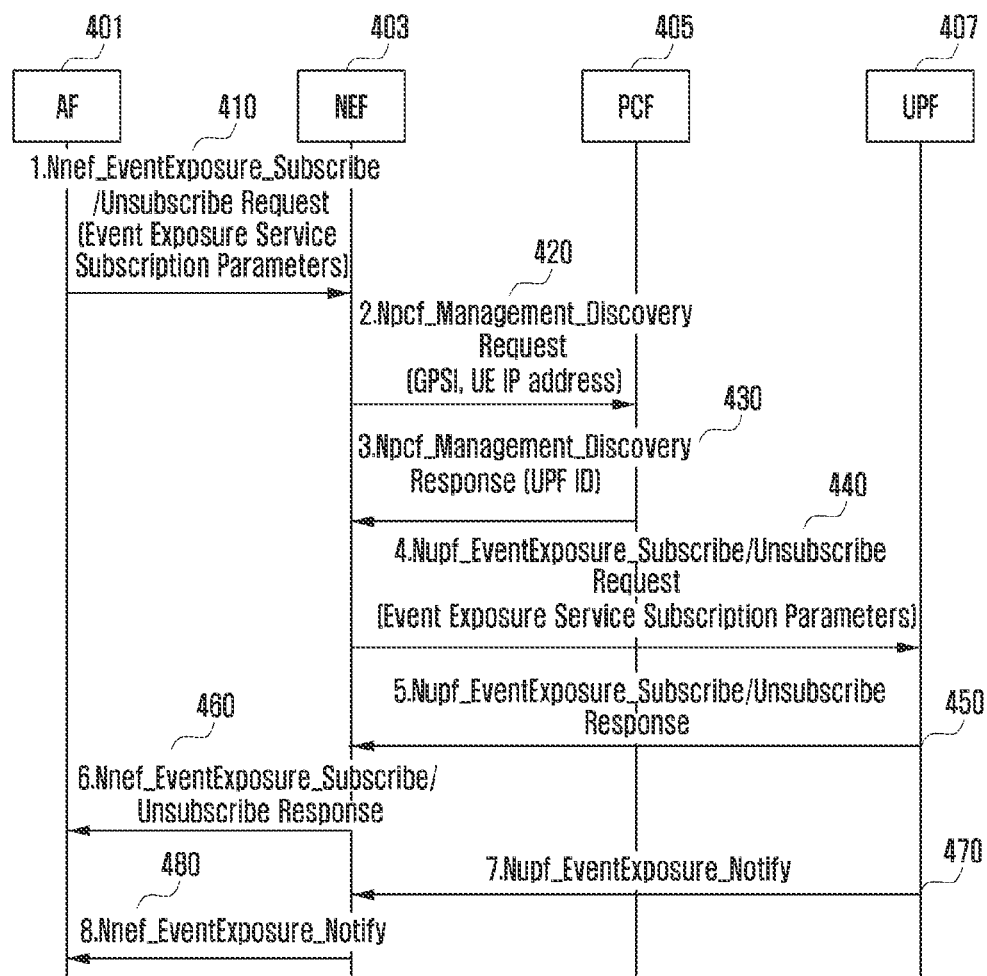 401
403
405
407
AF
NEF
PCF
UPF
410
1.Nnef_EventExposure_Subscribe
/Unsubscribe Request
(Event Exposure Service
Subscription Parameters)
420
2.Npcf_Management_Discovery
Request
(GPSI, UE IP address)
430
3.Npcf_Management_Discovery
Response (UPF ID)
440
4.Nupf_EventExposure_Subscribe/Unsubscribe
Request
(Event Exposure Service Subscription Parameters)
5.Nupf_EventExposure_Subscribe/Unsubscribe
Response
450
460
6.Nnef_EventExposure_Subscribe/
Unsubscribe Response
7.Nupf_EventExposure_Notify
470
480
8.Nnef_EventExposure_Notify